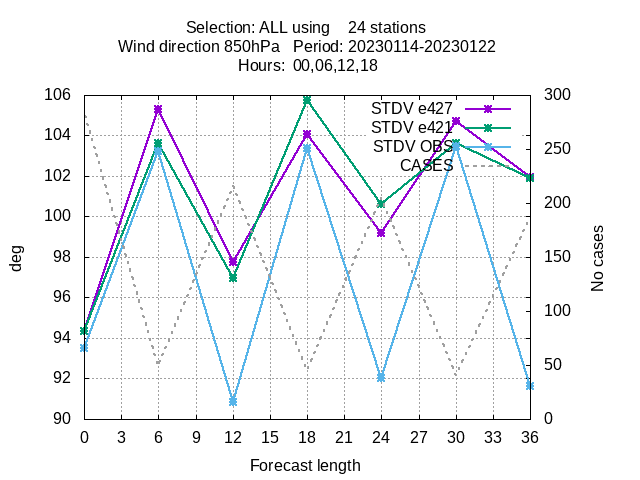 Selection: ALL using    24 stations
Wind direction 850hPa   Period: 20230114-20230122
Hours:  00,06,12,18
106
104
102
100
98
96
94
92
90
300
250
200
150
100
50
0
STDV e427
STDV e421
STDV OBS
CASES
deg
No cases
0 3 6 9 12 15 18 21 24 27 30 33 36
Forecast length